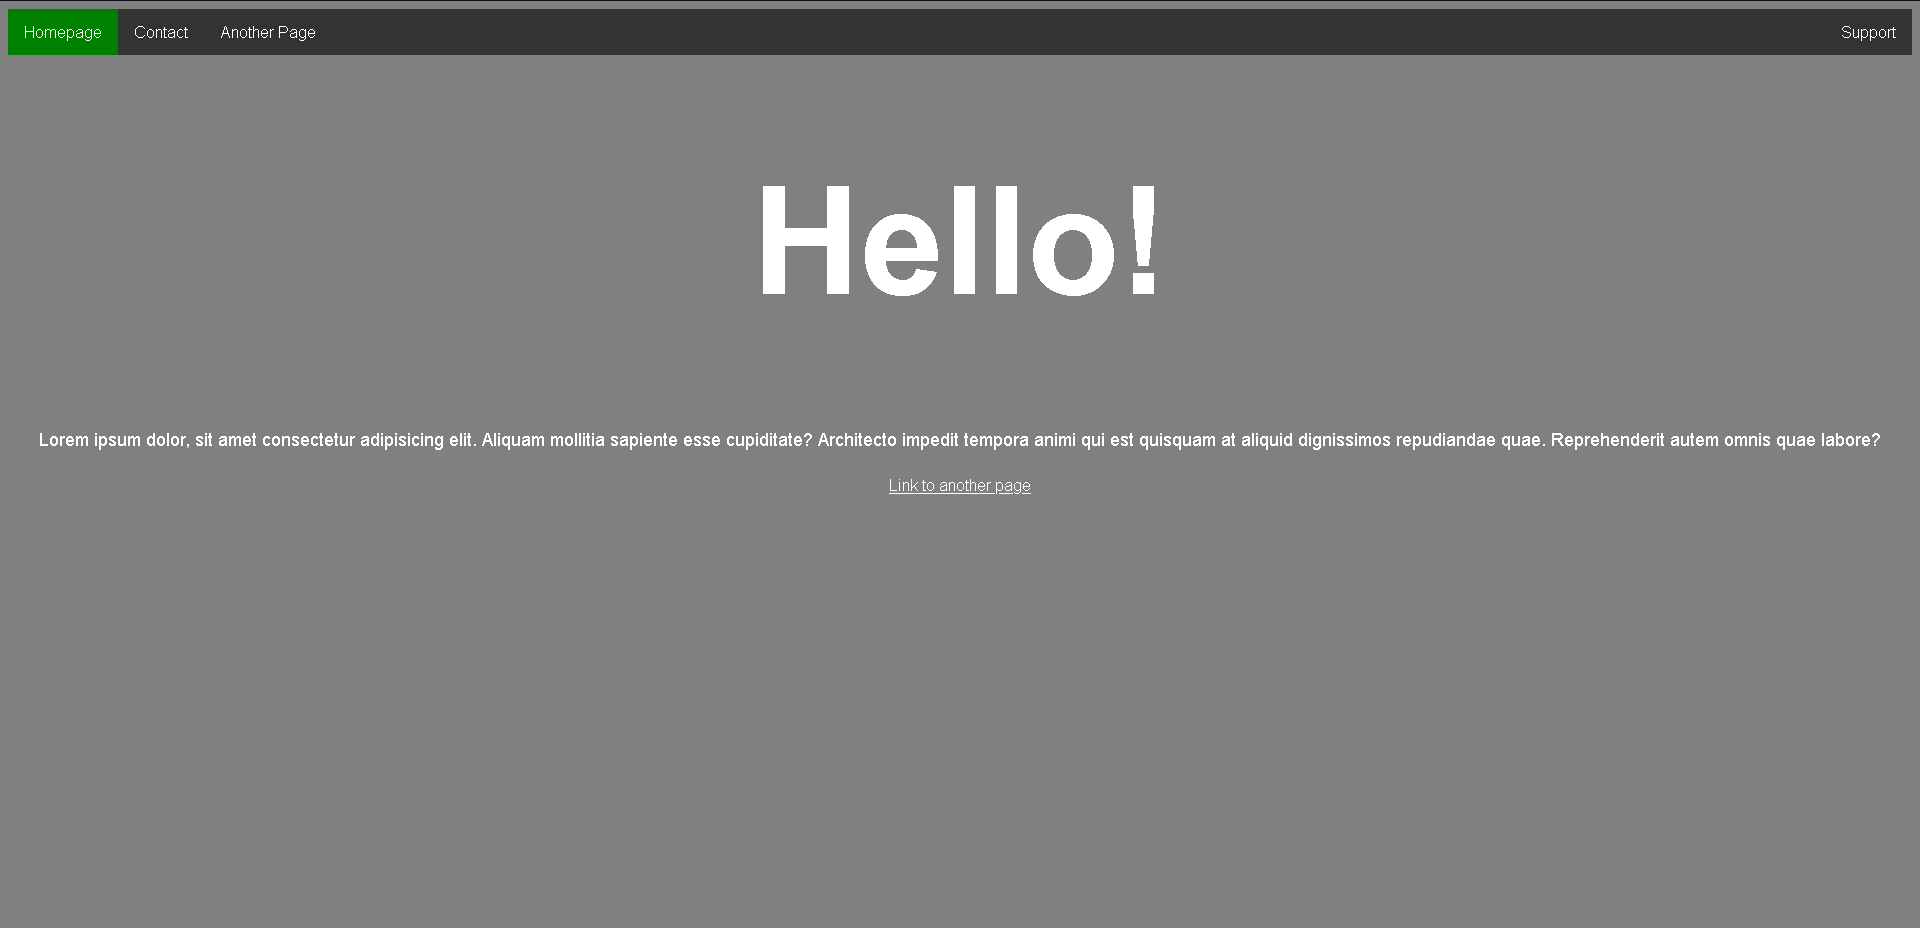 Homepage Contact Another Page Support
Hello!
Lorem ipsum dolor, sit amet consectetur adipisicing elit. Aliquam mollitia sapiente esse cupiditate? Architecto impedit tempora animi qui est quisquam at aliquid dignissimos repudiandae quae. Reprehenderit autem omnis quae labore?
Link to another page